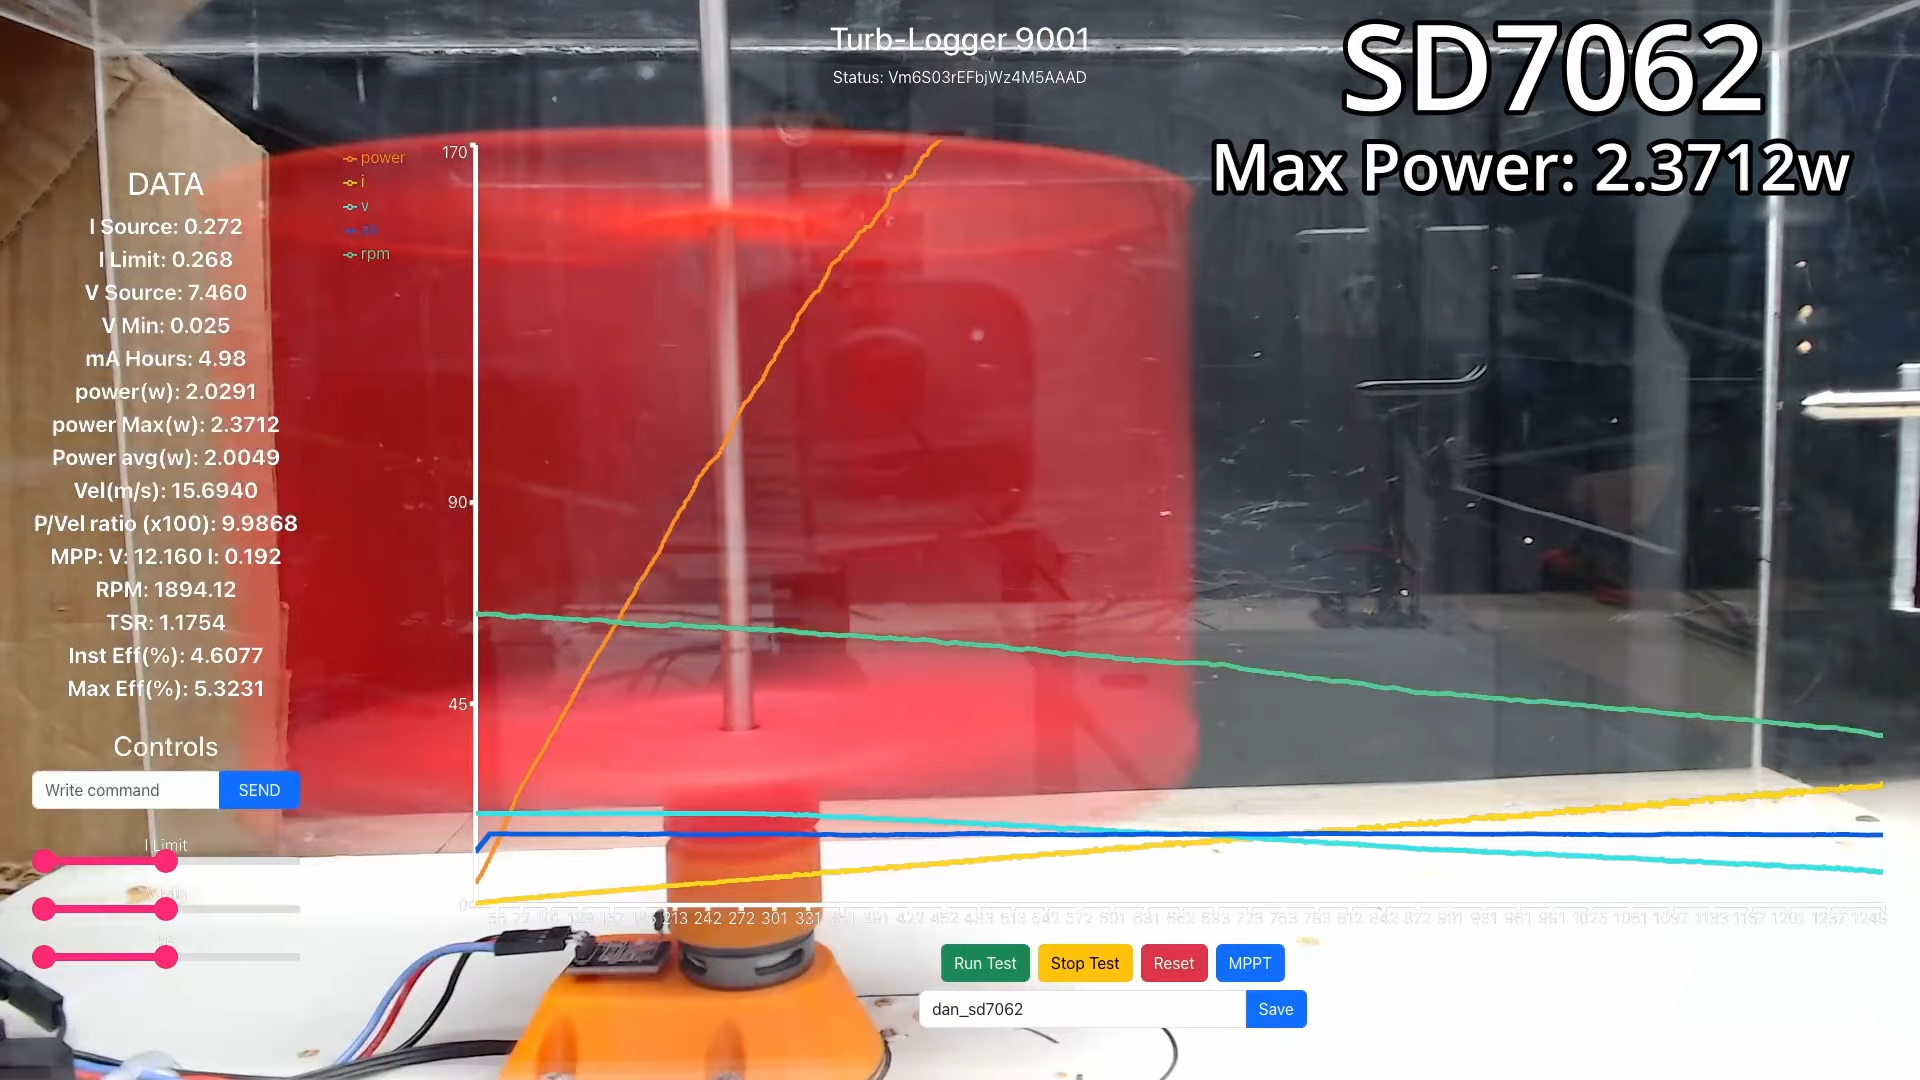 Turb-Logger 9001
Status: Vm6S03rEFbjWz4M5AAAD
SD7062
Max Power: 2.3712w
DATA
I Source: 0.272
I Limit: 0.268
V Source: 7.460
V Min: 0.025
mA Hours: 4.98
power(w): 2.0291
power Max(w): 2.3712
Power avg(w): 2.0049
Vel(m/s): 15.6940
P/Vel ratio (x100): 9.9868
MPP: V: 12.160 I: 0.192
RPM: 1894.12
TSR: 1.1754
Inst Eff(%): 4.6077
Max Eff(%): 5.3231
Controls
Write command SEND
I Limit
power
i
v
rpm
170
90
45
0
213 242 272 301 331
Run Test Stop Test Reset MPPT
dan_sd7062 Save